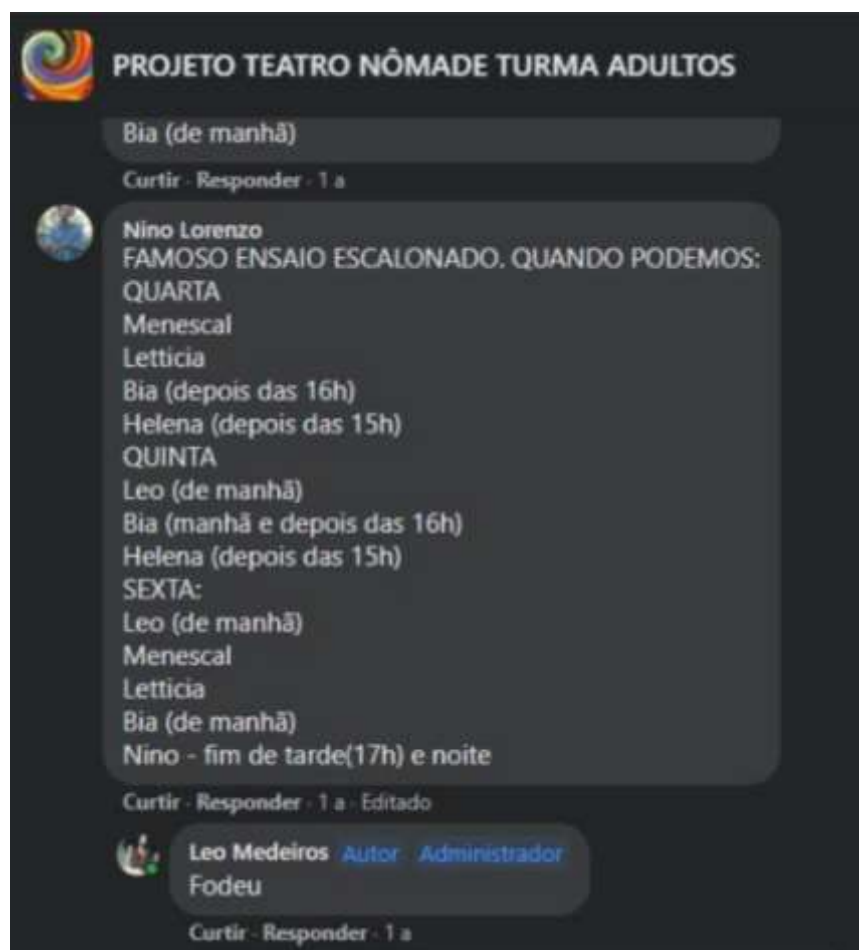 PROJETO TEATRO NÔMADE TURMA ADULTOS
Bia (de manhã)
Curtir · Responder · 1 a
Nino Lorenzo
FAMOSO ENSAIO ESCALONADO. QUANDO PODEMOS:
QUARTA
Menescal
Letticia
Bia (depois das 16h)
Helena (depois das 15h)
QUINTA
Leo (de manhã)
Bia (manhã e depois das 16h)
Helena (depois das 15h)
SEXTA:
Leo (de manhã)
Menescal
Letticia
Bia (de manhã)
Nino - fim de tarde(17h) e noite
Curtir · Responder · 1 a · Editado
Leo Medeiros Autor Administrador
Fodeu
Curtir · Responder · 1 a